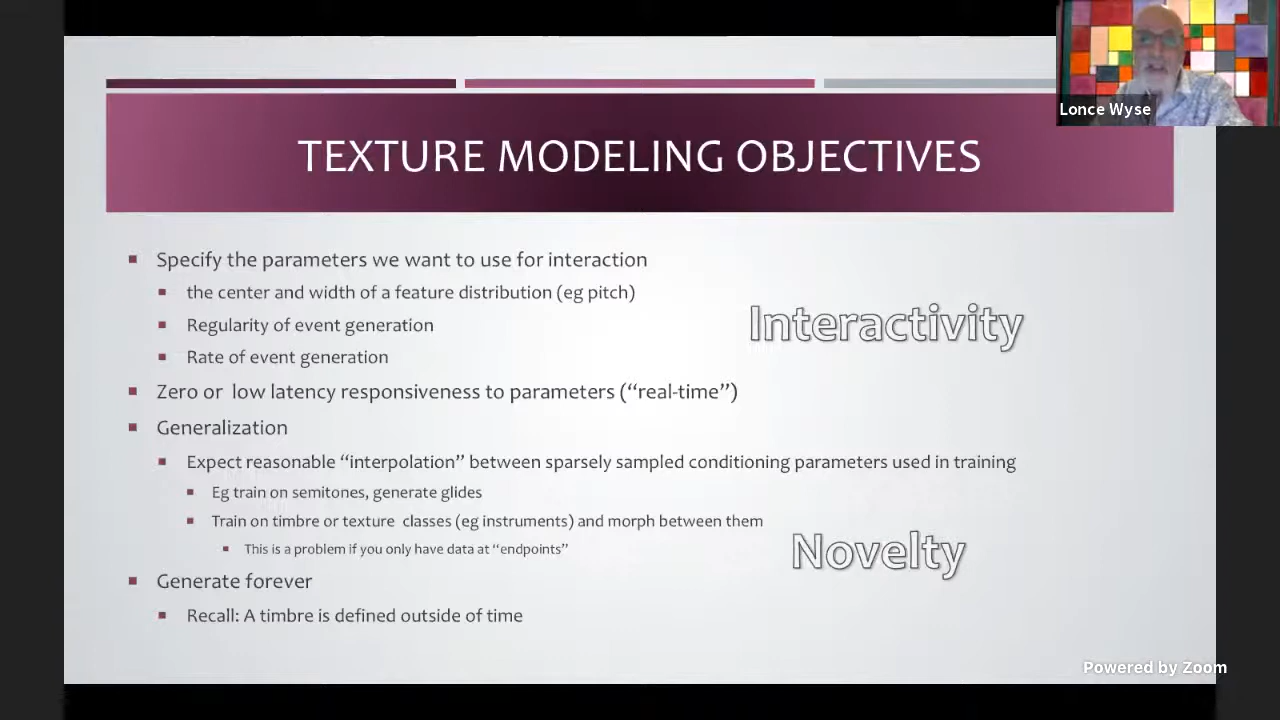 TEXTURE MODELING OBJECTIVES
Lonce Wyse
Specify the parameters we want to use for interaction
the center and width of a feature distribution (eg pitch)
Regularity of event generation
Rate of event generation
Interactivity
Zero or low latency responsiveness to parameters (“real-time”)
Generalization
Expect reasonable “interpolation” between sparsely sampled conditioning parameters used in training
Eg train on semitones, generate glides
Train on timbre or texture classes (eg instruments) and morph between them
This is a problem if you only have data at “endpoints”
Novelty
Generate forever
Recall: A timbre is defined outside of time
Powered by Zoom